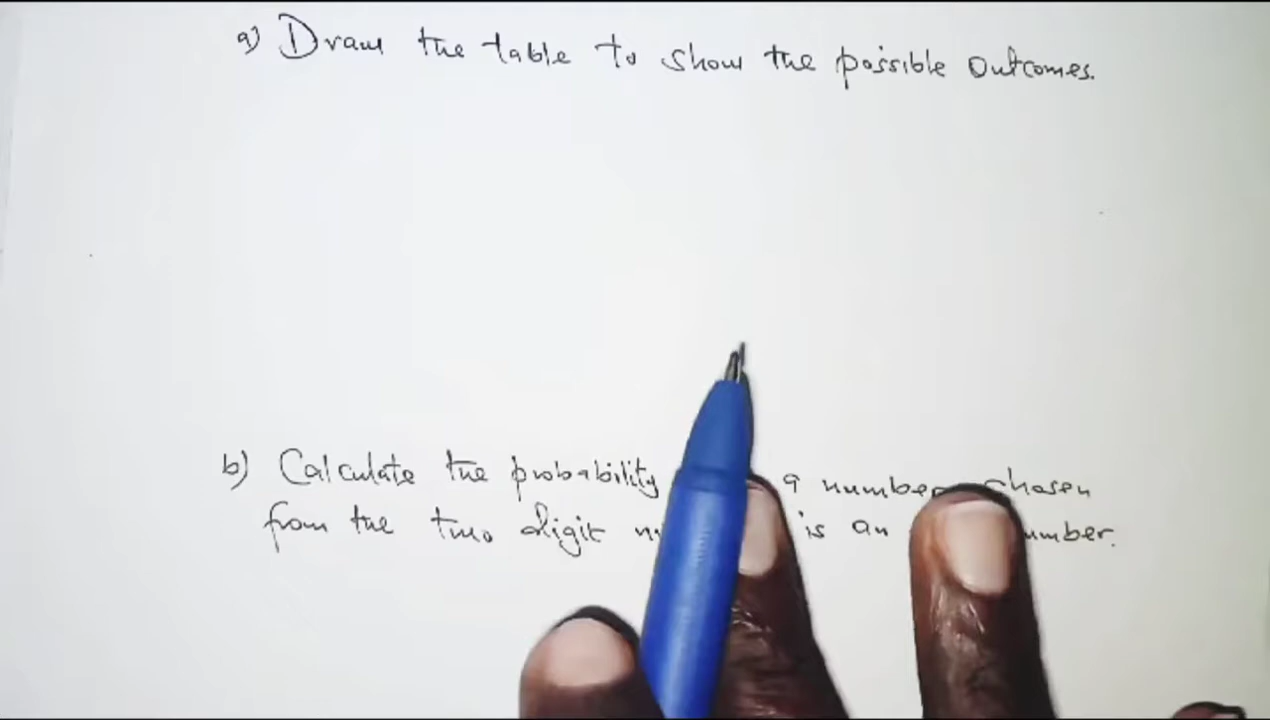 a) Draw the table to show the possible outcomes.
b) Calculate the probability a number chosen
from the two digit is an number.